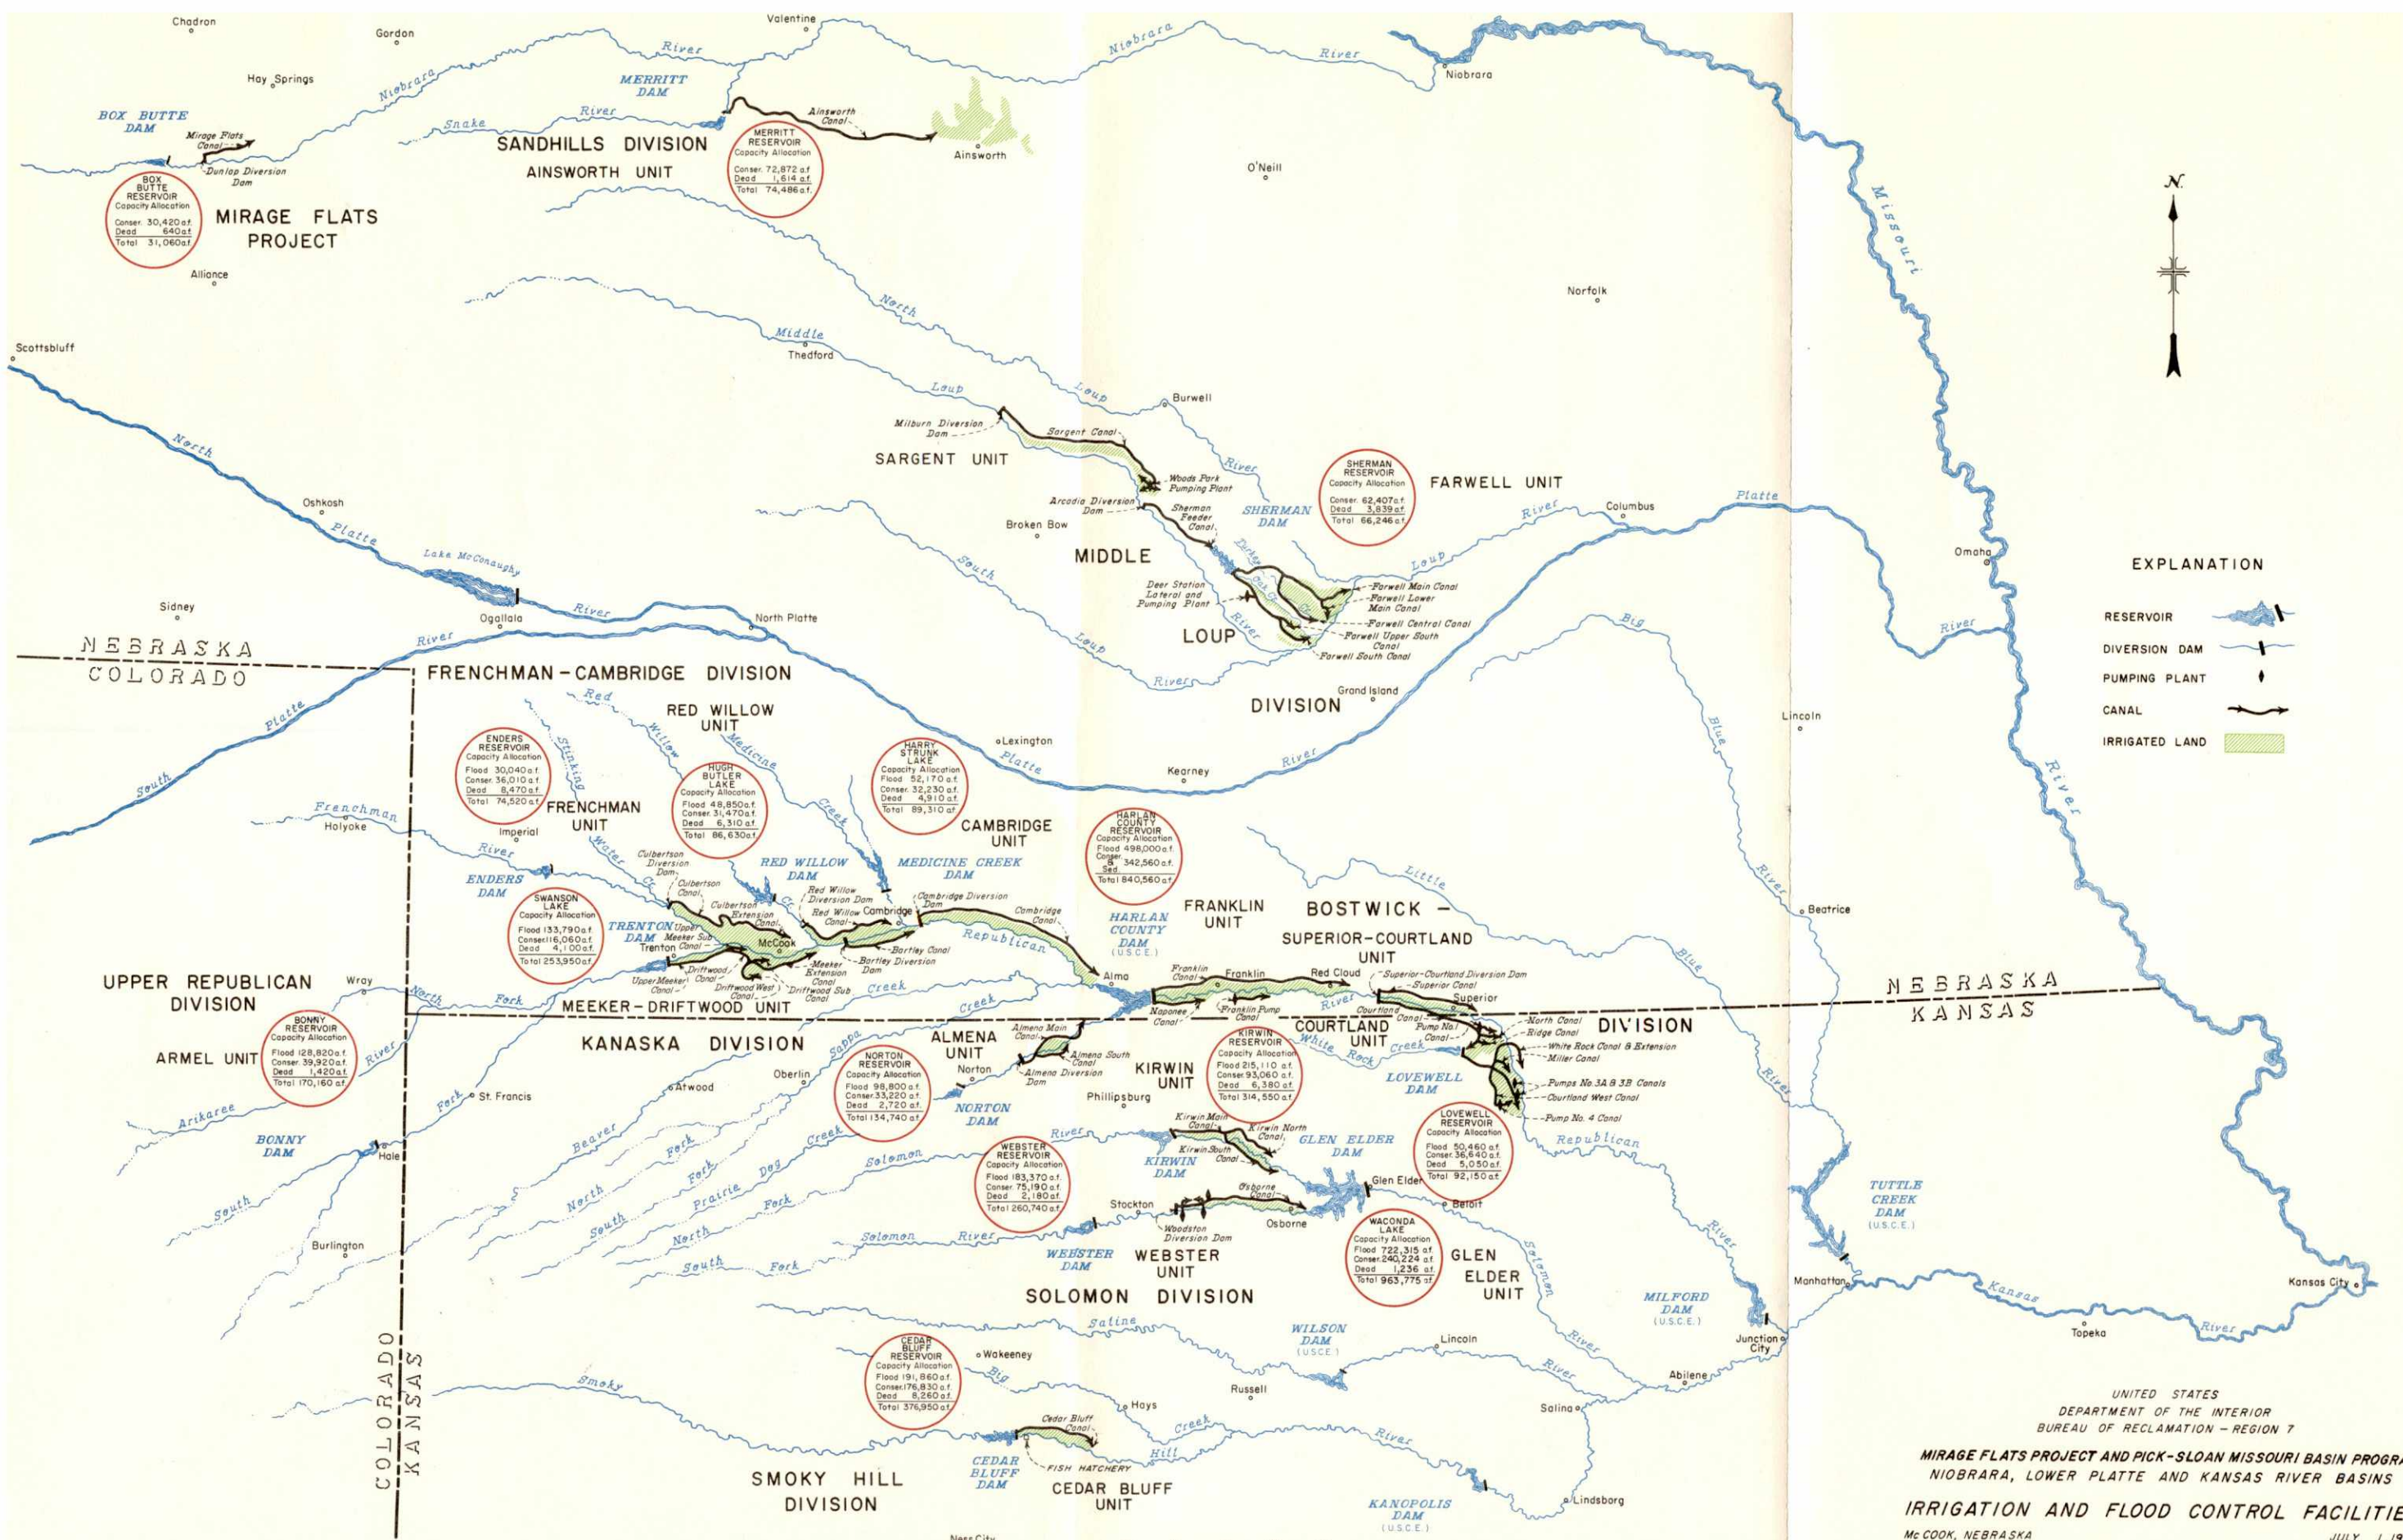 Chadron
Gordon
Valentine
Niobrara
River
Niobrara
River
Niobrara
Hay Springs
MERRITT
DAM
BOX BUTTE
DAM
Mirage Flats
Canal
Dunlap Diversion
Dam
Snake
River
Ainsworth
Canal
Ainsworth
SANDHILLS DIVISION
AINSWORTH UNIT
MERRITT
RESERVOIR
Capacity Allocation
Conser. 72,872 a.f.
Dead 1,614 a.f.
Total 74,486 a.f.
BOX
BUTTE
RESERVOIR
Capacity Allocation
Conser. 30,420 a.f.
Dead 640 a.f.
Total 31,060 a.f.
MIRAGE FLATS
PROJECT
Alliance
O'Neill
Norfolk
Missouri
River
N.
Scottsbluff
North
Platte
River
Oshkosh
Lake McConaughy
Ogallala
Sidney
North Platte
Middle
Loup
River
Thedford
North
Loup
River
Burwell
Milburn Diversion
Dam
Sargent Canal
SARGENT UNIT
Woods Park
Pumping Plant
Arcadia Diversion
Dam
Sherman
Feeder
Canal
SHERMAN
DAM
SHERMAN
RESERVOIR
Capacity Allocation
Conser. 62,407 a.f.
Dead 3,839 a.f.
Total 66,246 a.f.
FARWELL UNIT
Broken Bow
MIDDLE
LOUP
DIVISION
South
Loup
River
Deer Station
Lateral and
Pumping Plant
Turkey
Cr.
Oak Cr.
Farwell Main Canal
Farwell Lower
Main Canal
Farwell Central Canal
Farwell Upper South
Canal
Farwell South Canal
Loup
River
Columbus
Platte
River
Omaha
Grand Island
Lincoln
Big
Blue
River
EXPLANATION
RESERVOIR
DIVERSION DAM
PUMPING PLANT
CANAL
IRRIGATED LAND
NEBRASKA
COLORADO
South
Platte
River
FRENCHMAN-CAMBRIDGE DIVISION
RED WILLOW
UNIT
Red
Willow
Cr.
Medicine
Creek
Stinking
Water
Cr.
Lexington
Platte
River
Kearney
ENDERS
RESERVOIR
Capacity Allocation
Flood 30,040 a.f.
Conser. 36,010 a.f.
Dead 8,470 a.f.
Total 74,520 a.f.
HUGH
BUTLER
LAKE
Capacity Allocation
Flood 48,850 a.f.
Conser. 31,470 a.f.
Dead 6,310 a.f.
Total 86,630 a.f.
HARRY
STRUNK
LAKE
Capacity Allocation
Flood 52,170 a.f.
Conser. 32,230 a.f.
Dead 4,910 a.f.
Total 89,310 a.f.
HARLAN
COUNTY
RESERVOIR
Capacity Allocation
Flood 498,000 a.f.
Conser.
& 342,560 a.f.
Sed.
Total 840,560 a.f.
Frenchman
River
Holyoke
Imperial
FRENCHMAN
UNIT
CAMBRIDGE
UNIT
ENDERS
DAM
Culbertson
Diversion
Dam
Culbertson
Canal
Culbertson
Extension
Canal
RED WILLOW
DAM
Red Willow
Diversion Dam
Red Willow
Canal
MEDICINE CREEK
DAM
Cambridge
Cambridge Diversion
Dam
Cambridge
Canal
Republican
SWANSON
LAKE
Capacity Allocation
Flood 133,790 a.f.
Conser. 116,060 a.f.
Dead 4,100 a.f.
Total 253,950 a.f.
TRENTON
DAM
Trenton
Upper
Meeker Sub
Canal
McCook
Bartley Canal
Bartley Diversion
Dam
Meeker
Extension
Canal
Driftwood
Canal
Upper Meeker
Canal
Driftwood West
Canal
Driftwood Sub
Canal
MEEKER-DRIFTWOOD UNIT
HARLAN
COUNTY
DAM
(U.S.C.E.)
Alma
FRANKLIN
UNIT
BOSTWICK –
SUPERIOR-COURTLAND
UNIT
Little
Blue
River
Beatrice
Franklin
Canal
Franklin
Red Cloud
Superior-Courtland Diversion Dam
Superior Canal
Superior
Naponee
Canal
Franklin Pump
Canal
River
Courtland
Canal
Pump No. 1
Canal
COURTLAND
UNIT
DIVISION
North Canal
Ridge Canal
White Rock Canal & Extension
Miller Canal
Pumps No. 3A & 3B Canals
Courtland West Canal
Pump No. 4 Canal
White Rock
Creek
LOVEWELL
DAM
NEBRASKA
KANSAS
UPPER REPUBLICAN
DIVISION
Wray
North
Fork
River
ARMEL UNIT
BONNY
RESERVOIR
Capacity Allocation
Flood 128,820 a.f.
Conser. 39,920 a.f.
Dead 1,420 a.f.
Total 170,160 a.f.
Arikaree
BONNY
DAM
Hale
South
Fork
St. Francis
Burlington
KANASKA DIVISION
ALMENA
UNIT
Almena Main
Canal
Almena South
Canal
Almena Diversion
Dam
Norton
NORTON
RESERVOIR
Capacity Allocation
Flood 98,800 a.f.
Conser. 33,220 a.f.
Dead 2,720 a.f.
Total 134,740 a.f.
NORTON
DAM
Atwood
Oberlin
Beaver
Creek
Sappa
Creek
North
Fork
South
Fork
Prairie
Dog
Creek
North
Fork
Solomon
River
South
Fork
Solomon
River
KIRWIN
UNIT
Phillipsburg
KIRWIN
RESERVOIR
Capacity Allocation
Flood 215,110 a.f.
Conser. 93,060 a.f.
Dead 6,380 a.f.
Total 314,550 a.f.
Kirwin Main
Canal
Kirwin North
Canal
Kirwin South
Canal
KIRWIN
DAM
GLEN ELDER
DAM
Glen Elder
Beloit
LOVEWELL
RESERVOIR
Capacity Allocation
Flood 50,460 a.f.
Conser. 36,640 a.f.
Dead 5,050 a.f.
Total 92,150 a.f.
Republican
River
WEBSTER
RESERVOIR
Capacity Allocation
Flood 183,370 a.f.
Conser. 75,190 a.f.
Dead 2,180 a.f.
Total 260,740 a.f.
Stockton
Osborne
Canal
Osborne
Woodston
Diversion Dam
WEBSTER
DAM
WEBSTER
UNIT
WACONDA
LAKE
Capacity Allocation
Flood 722,315 a.f.
Conser. 240,224 a.f.
Dead 1,236 a.f.
Total 963,775 a.f.
GLEN
ELDER
UNIT
Solomon
River
SOLOMON DIVISION
TUTTLE
CREEK
DAM
(U.S.C.E.)
MILFORD
DAM
(U.S.C.E.)
Manhattan
Junction
City
Kansas
River
Topeka
Kansas City
COLORADO
KANSAS
Saline
River
WILSON
DAM
(U.S.C.E.)
Lincoln
Abilene
Salina
Russell
CEDAR
BLUFF
RESERVOIR
Capacity Allocation
Flood 191,860 a.f.
Conser. 176,830 a.f.
Dead 8,260 a.f.
Total 376,950 a.f.
Wakeeney
Big
Creek
Hays
Smoky
Hill
River
Cedar Bluff
Canal
FISH HATCHERY
CEDAR
BLUFF
DAM
CEDAR BLUFF
UNIT
SMOKY HILL
DIVISION
KANOPOLIS
DAM
(U.S.C.E.)
Lindsborg
Ness City
UNITED STATES
DEPARTMENT OF THE INTERIOR
BUREAU OF RECLAMATION – REGION 7
MIRAGE FLATS PROJECT AND PICK-SLOAN MISSOURI BASIN PROGRA
NIOBRARA, LOWER PLATTE AND KANSAS RIVER BASINS
IRRIGATION AND FLOOD CONTROL FACILITIE
McCOOK, NEBRASKA
JULY 1, 19